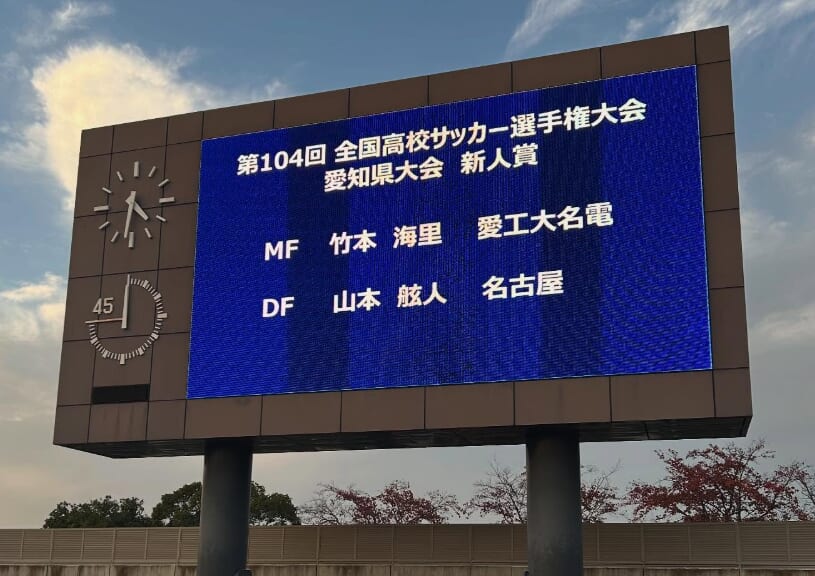 第104回 全国高校サッカー選手権大会
愛知県大会 新人賞
MF 竹本 海里 愛工大名電
DF 山本 舷人 名古屋
45